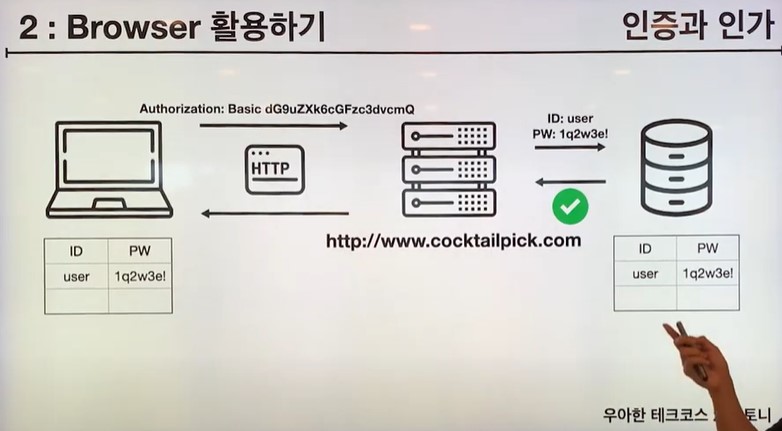 2 : Browser 활용하기
인증과 인가
Authorization: Basic dG9uZXk6cGFzc3dvcmQ
HTTP
ID: user
PW: 1q2w3e!
http://www.cocktailpick.com
ID PW
user 1q2w3e!
ID PW
user 1q2w3e!
우아한 테크코스
토니